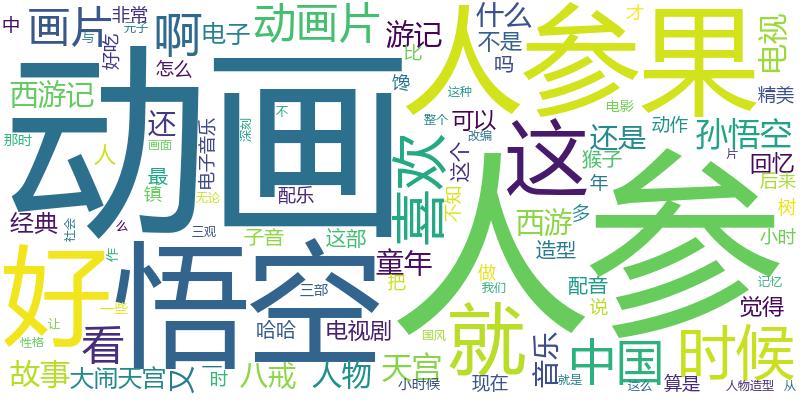 中 画片 非常 啊 电子 动画片 游记 什么 人参果 才 电视
写 完了 好吃 怎么 比 不是 吗
西游记 动画 馋 精美
那时 还 电子音乐 不 喜欢 可以 这 还是 动作 孙悟空
人 最 画面 深刻 整个 这个 改编 猴子 回忆
镇 无论 配乐 不知 西游 年 后来
经典 社会 么 三观 子音 这部 多 树
作 童年 造型 小时
好 悟空 三部 把 做 配音 人参
一些 我们 说 记忆
让 看 哈哈 电视剧 就 音乐 觉得
性格 国风 中国 时候
故事 大闹天宫 又 时 八戒 人物 天宫 现在 就是 这么 算是 人物造型 从
小时候
这种 电影 片